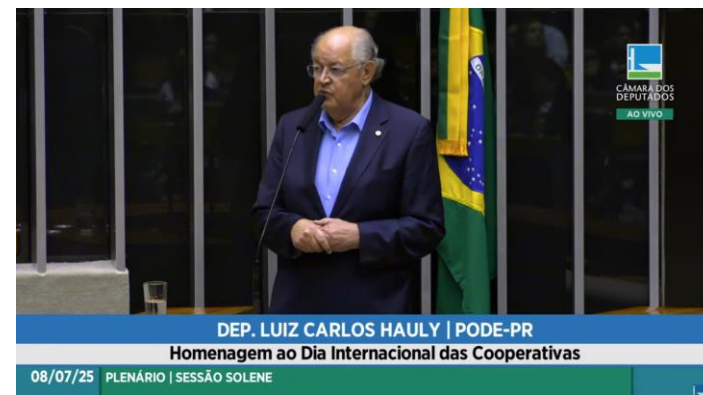 CÂMARA DOS
DEPUTADOS
AO VIVO
DEP. LUIZ CARLOS HAULY | PODE-PR
Homenagem ao Dia Internacional das Cooperativas
08/07/25 PLENÁRIO | SESSÃO SOLENE